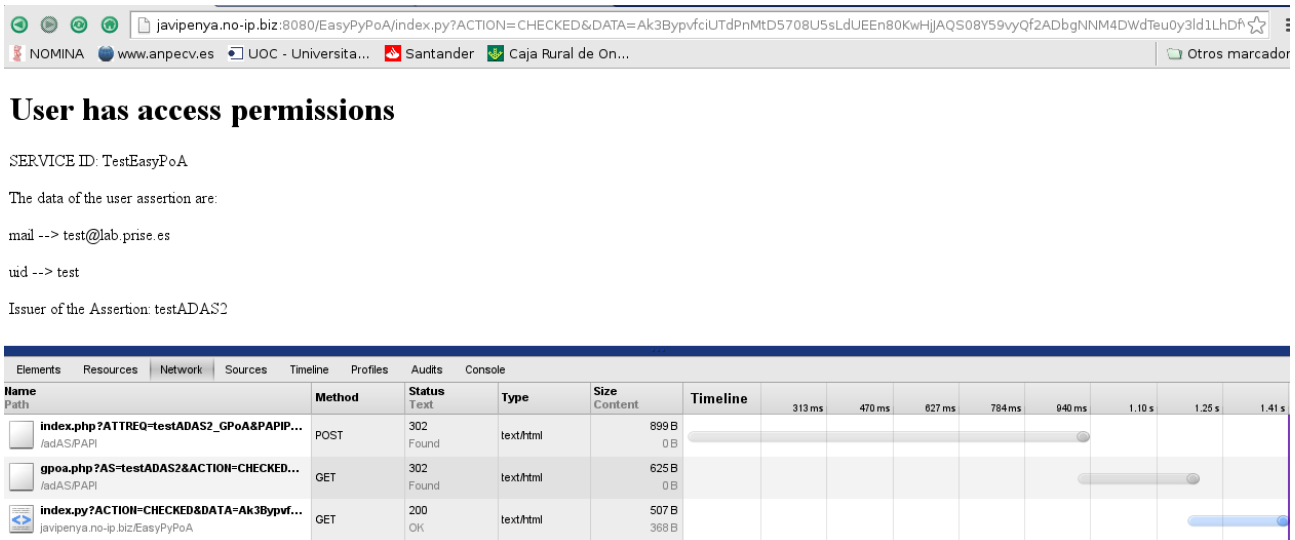 javipenya.no-ip.biz:8080/EasyPyPoA/index.py?ACTION=CHECKED&DATA=Ak3BypvfciUTdPnMtD5708U5sLdUEEn80KwHjJAQS08Y59vyQf2ADbgNNM4DWdTeu0y3ld1LhDf
NOMINA www.anpecv.es UOC - Universita... Santander Caja Rural de On... Otros marcador
User has access permissions
SERVICE ID: TestEasyPoA
The data of the user assertion are:
mail --> test@lab.prise.es
uid --> test
Issuer of the Assertion: testADAS2
Elements Resources Network Sources Timeline Profiles Audits Console
Name Method Status Type Size Timeline
Path Text Content 313 ms 470 ms 627 ms 784 ms 940 ms 1.10 s 1.25 s 1.41 s
index.php?ATTREQ=testADAS2_GPoA&PAPIP... POST 302 text/html 899 B
/adAS/PAPI Found 0 B
gpoa.php?AS=testADAS2&ACTION=CHECKED... GET 302 text/html 625 B
/adAS/PAPI Found 0 B
index.py?ACTION=CHECKED&DATA=Ak3Bypvf... GET 200 text/html 507 B
javipenya.no-ip.biz/EasyPyPoA OK 368 B